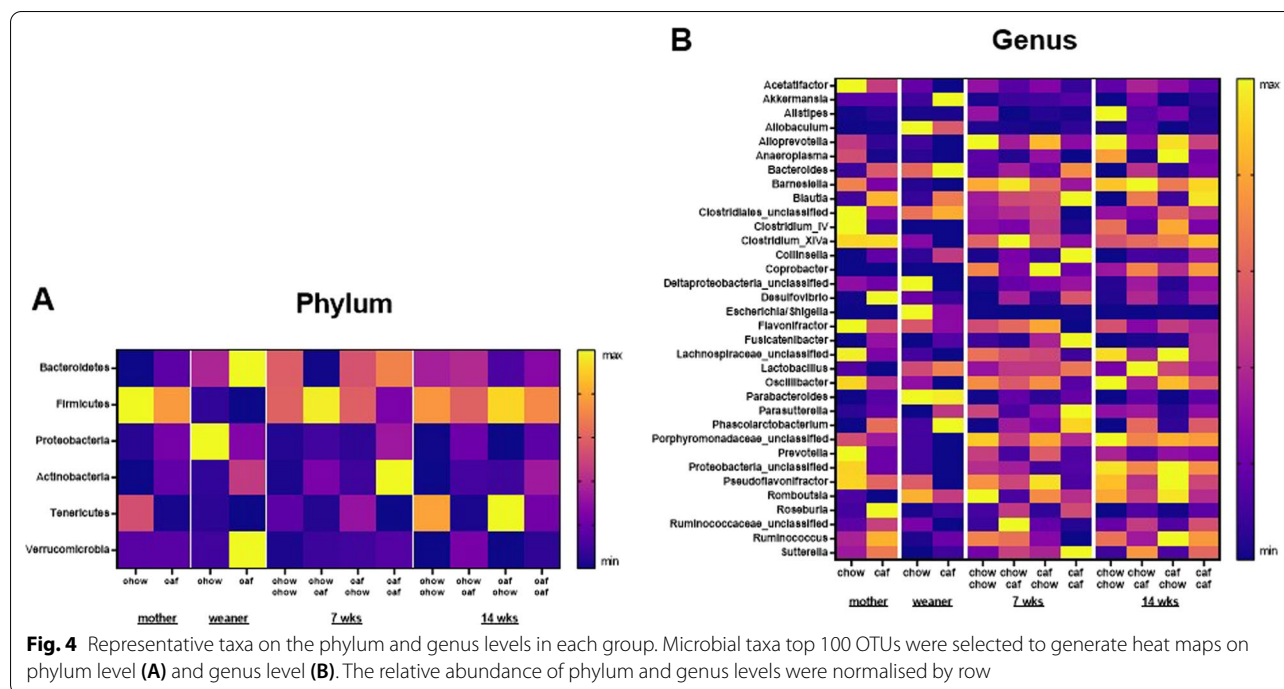 A
Phylum
Bacteroidetes
Firmicutes
Proteobacteria
Actinobacteria
Tenericutes
Verrucomicrobia
max
min
chow caf chow caf chow chow caf caf chow chow caf caf
chow caf chow caf chow caf chow caf
mother weaner 7 wks 14 wks
B
Genus
Acetatifactor
Akkermansia
Alistipes
Allobaculum
Alloprevotella
Anaeroplasma
Bacteroides
Barnesiella
Blautia
Clostridiales_unclassified
Clostridium_IV
Clostridium_XIVa
Collinsella
Coprobacter
Deltaproteobacteria_unclassified
Desulfovibrio
Escherichia/Shigella
Flavonifractor
Fusicatenibacter
Lachnospiraceae_unclassified
Lactobacillus
Oscillibacter
Parabacteroides
Parasutterella
Phascolarctobacterium
Porphyromonadaceae_unclassified
Prevotella
Proteobacteria_unclassified
Pseudoflavonifractor
Romboutsia
Roseburia
Ruminococcaceae_unclassified
Ruminococcus
Sutterella
max
min
chow caf chow caf chow chow caf caf chow chow caf caf
chow caf chow caf chow caf chow caf
mother weaner 7 wks 14 wks
Fig. 4 Representative taxa on the phylum and genus levels in each group. Microbial taxa top 100 OTUs were selected to generate heat maps on
phylum level (A) and genus level (B). The relative abundance of phylum and genus levels were normalised by row